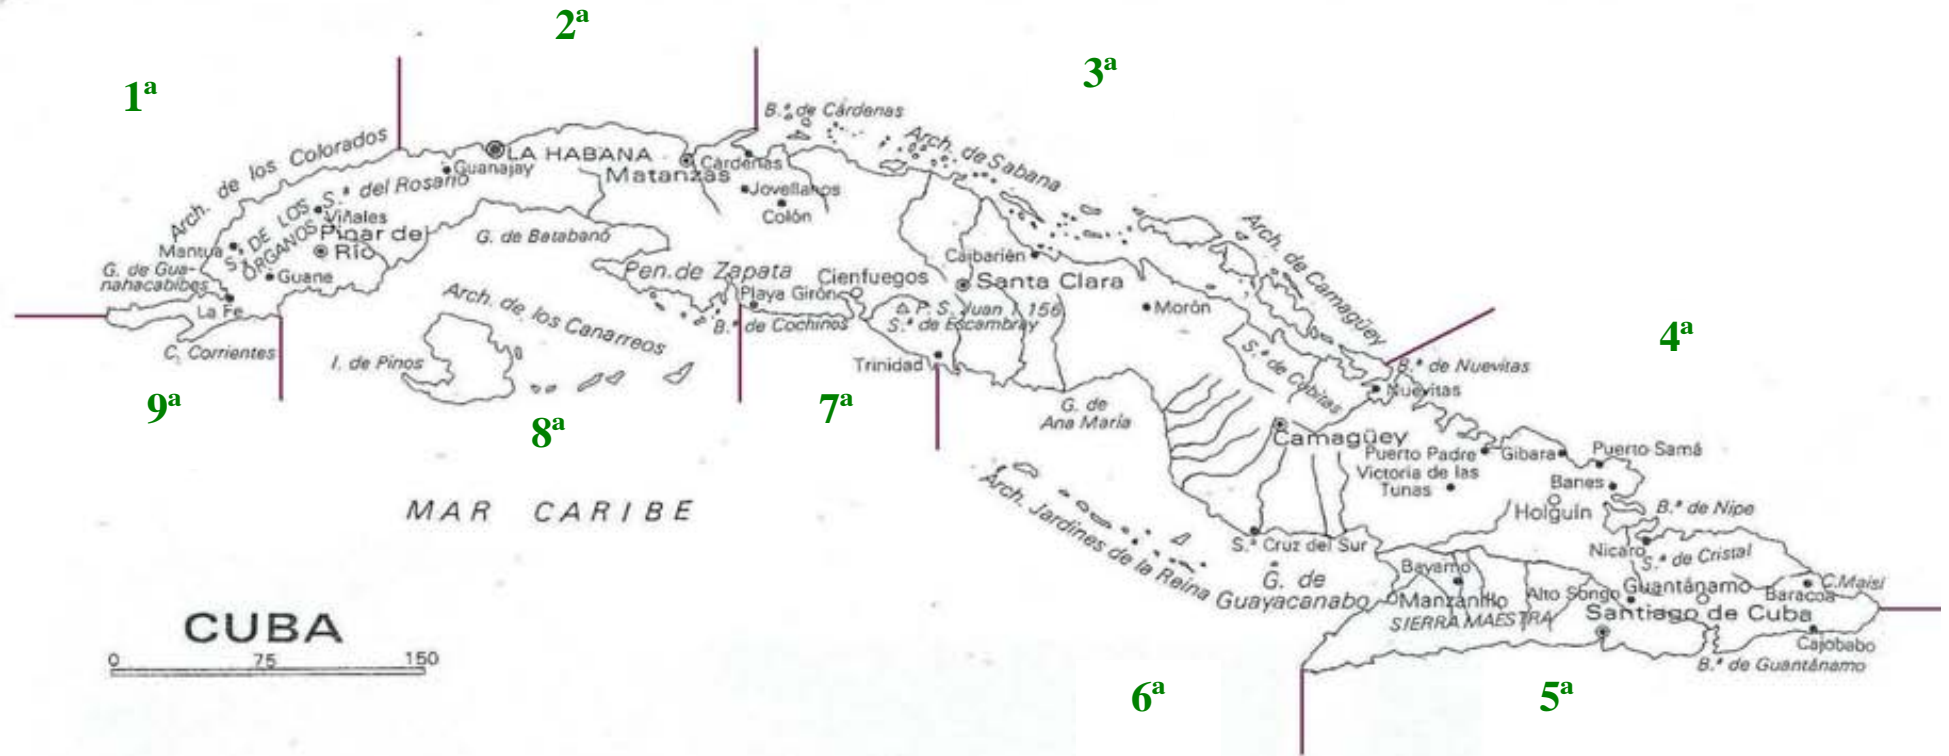 2ª
1ª
3ª
B.ª de Cárdenas
Arch. de los Colorados
LA HABANA
Guanajay
Matanzas
Cárdenas
Jovellanos
Colón
Arch. de Sabana
S.ª del Rosario
S.ª DE LOS
ÓRGANOS
Viñales
Pinar del
Río
Mantua
Guane
G. de Gua-
nahacabibes
La Fe
C. Corrientes
G. de Batabanó
Pen. de Zapata
Cienfuegos
Playa Girón
B.ª de Cochinos
Caibarién
Santa Clara
P. S. Juan 1 156
S.ª de Escambray
Morón
Arch. de Camagüey
Arch. de los Canarreos
I. de Pinos
Trinidad
4ª
9ª
8ª
7ª
G. de
Ana María
S.ª de Cubitas
B.ª de Nuevitas
Nuevitas
Camagüey
Puerto Padre
Gibara
Puerto Samá
Victoria de las
Tunas
Banes
Holguín
B.ª de Nipe
MAR CARIBE
Arch. Jardines de la Reina
S.ª Cruz del Sur
Nicaro
S.ª de Cristal
G. de
Guayacanabo
Bayamo
Manzanillo
Alto Songo
Guantánamo
C. Maisí
Baracoa
SIERRA MAESTRA
Santiago de Cuba
Cajobabo
B.ª de Guantánamo
CUBA
0 75 150
6ª
5ª